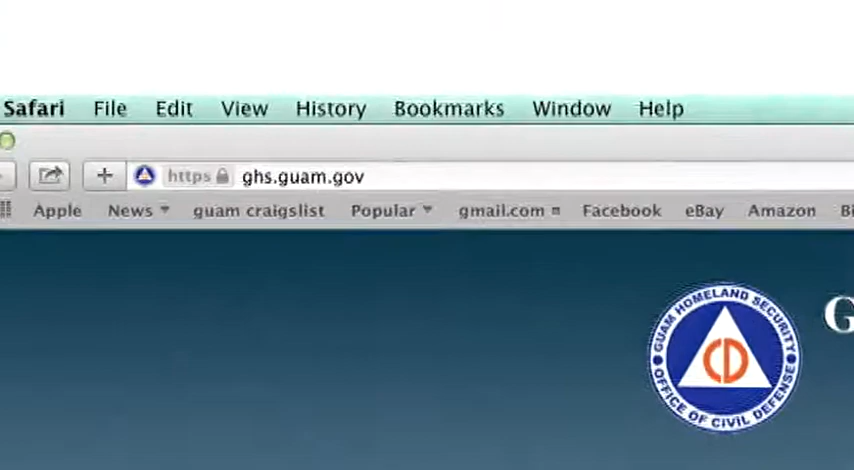 Safari File Edit View History Bookmarks Window Help
https ghs.guam.gov
Apple News guam craigslist Popular gmail.com Facebook eBay Amazon
GUAM HOMELAND SECURITY
G
CD
OFFICE OF CIVIL DEFENSE